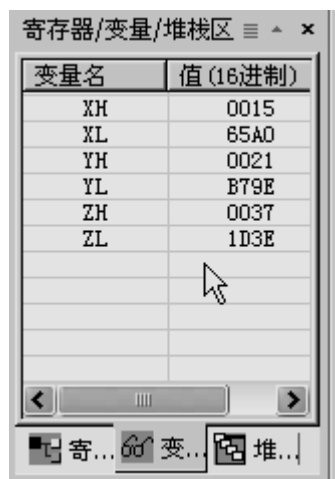 寄存器/变量/堆栈区
变量名 值(16进制)
XH 0015
XL 65A0
YH 0021
YL B79E
ZH 0037
ZL 1D3E
寄... 变... 堆...